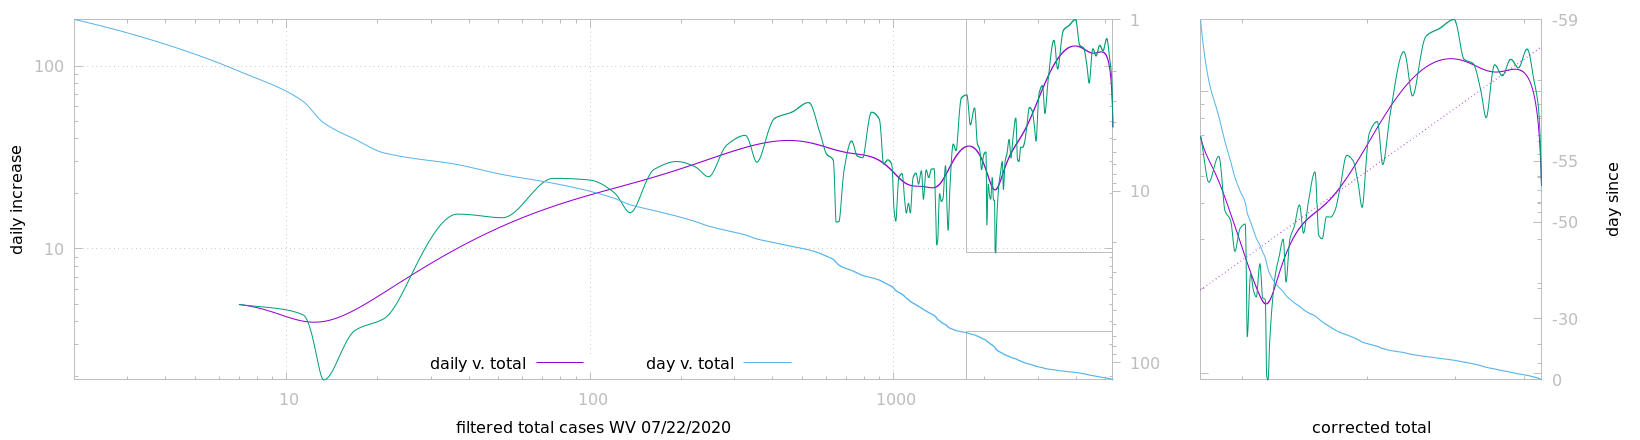 100
10
daily increase
10
100
1000
filtered total cases WV 07/22/2020
daily v. total
day v. total
1
10
100
-59
-55
-50
-30
0
day since
corrected total